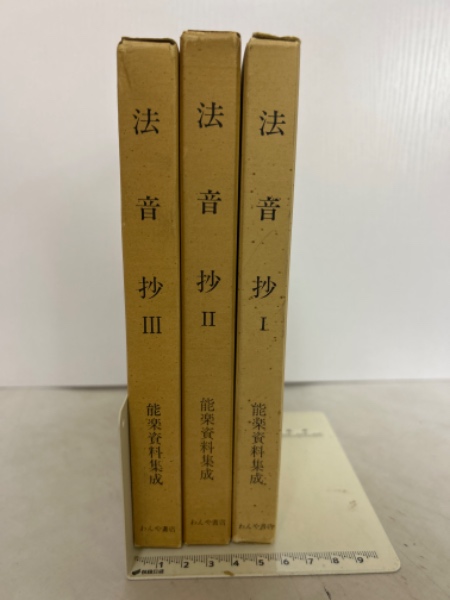 法音抄 III
能楽資料集成
わんや書店
法音抄 II
能楽資料集成
わんや書店
法音抄 I
能楽資料集成
わんや書店
1 2 3 4 5 6 7 8 9